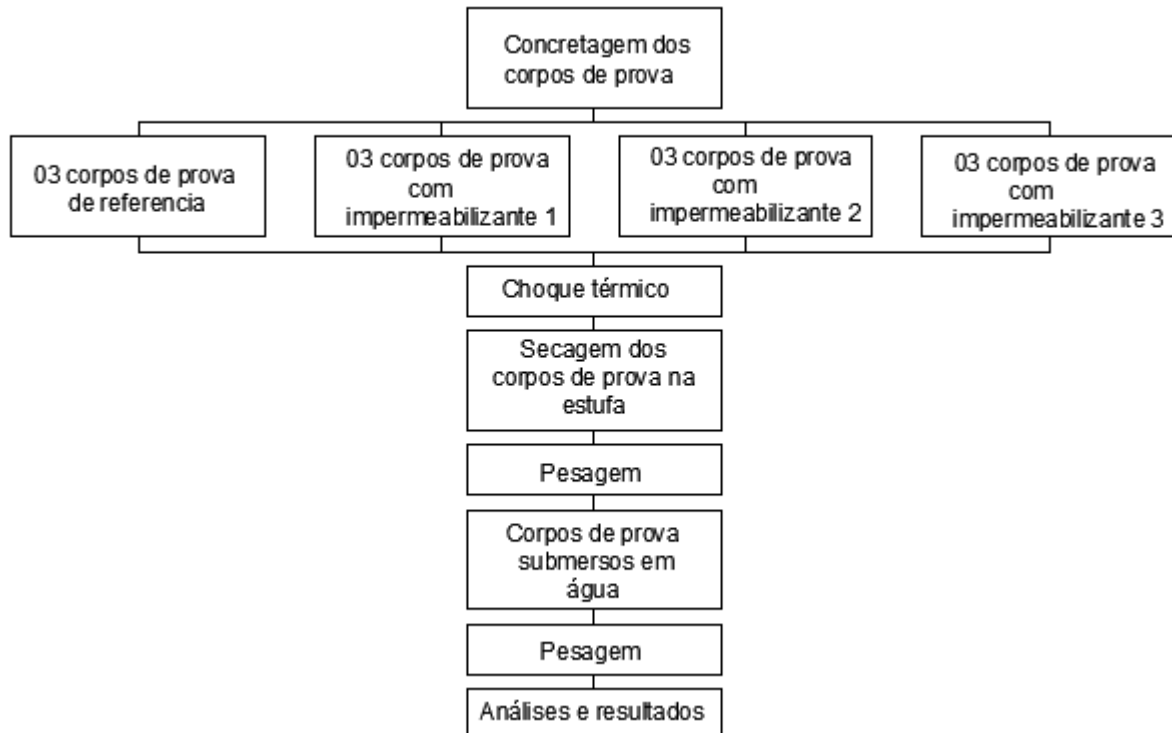 Concretagem dos
corpos de prova
03 corpos de prova
de referencia
03 corpos de prova
com
impermeabilizante 1
03 corpos de prova
com
impermeabilizante 2
03 corpos de prova
com
impermeabilizante 3
Choque térmico
Secagem dos
corpos de prova na
estufa
Pesagem
Corpos de prova
submersos em
água
Pesagem
Análises e resultados